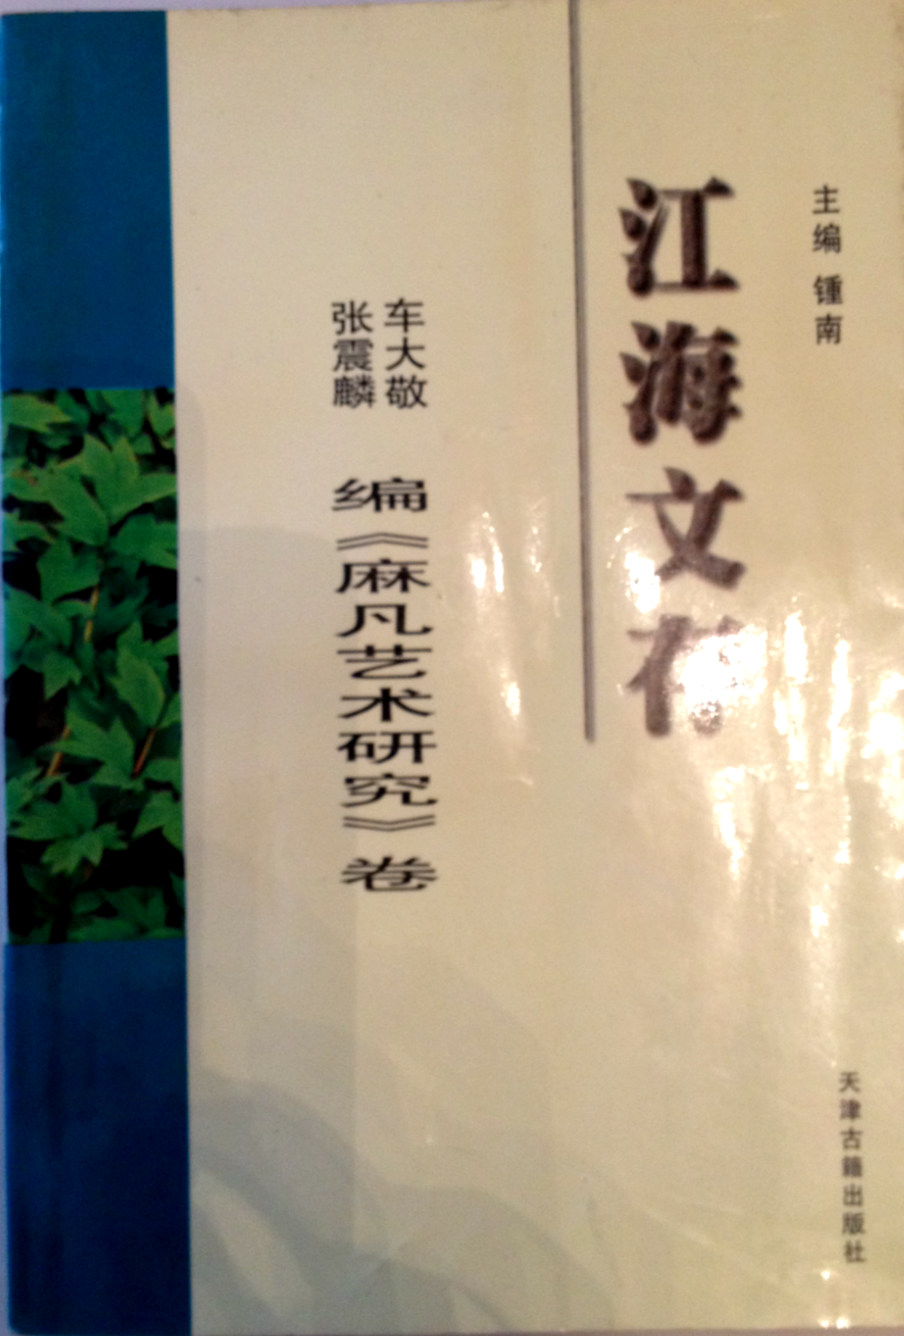 主编 锺南
江海文存
天津古籍出版社
车大敬
张震麟
编《麻凡艺术研究》卷